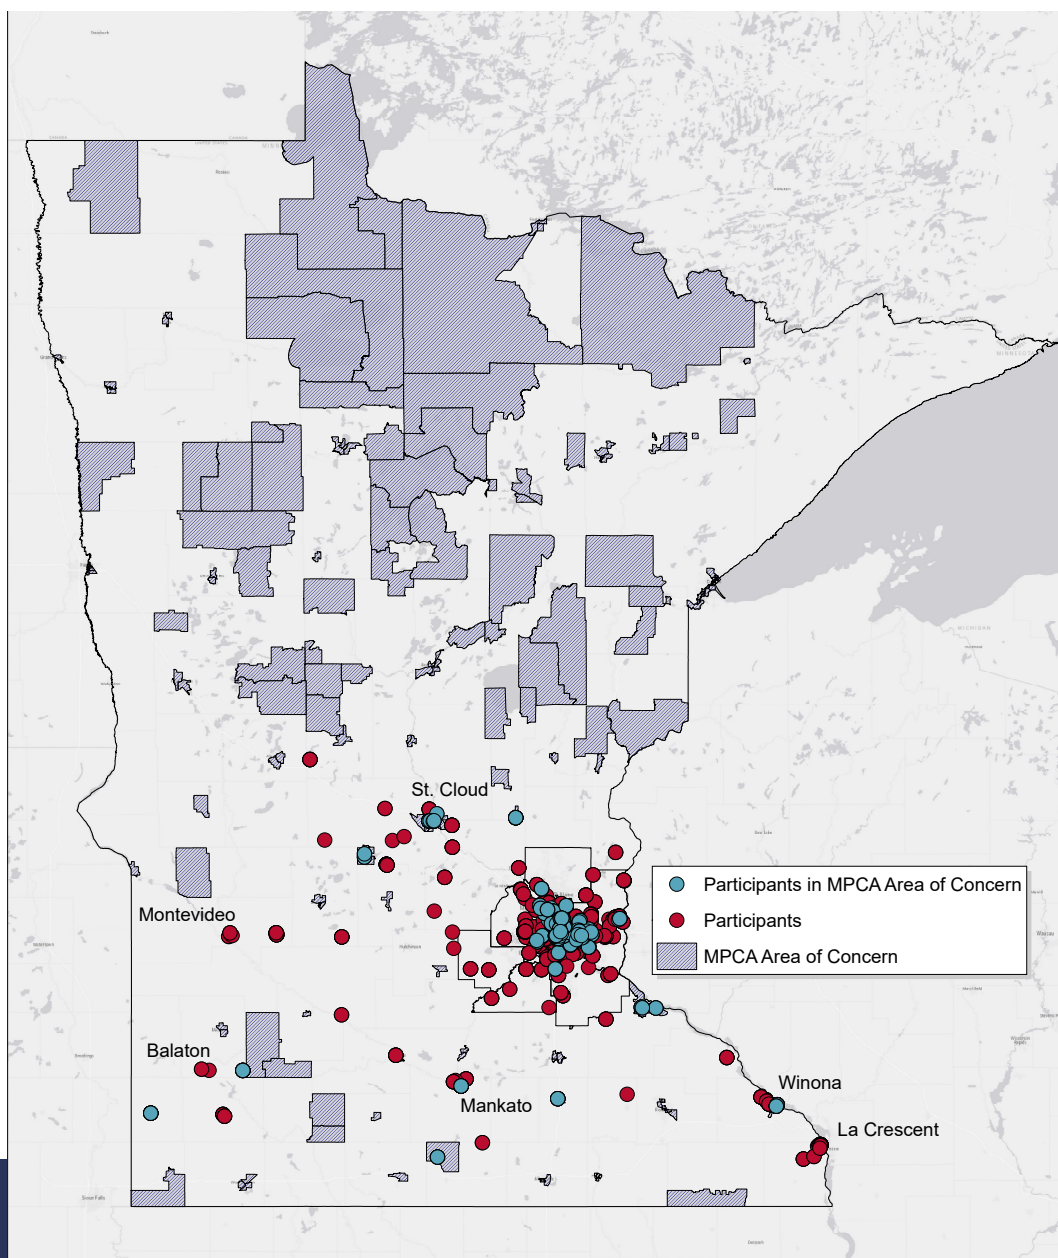 MICHIGAN
St. Cloud
Participants in MPCA Area of Concern
Participants
MPCA Area of Concern
Montevideo
Balaton
Mankato
Winona
La Crescent